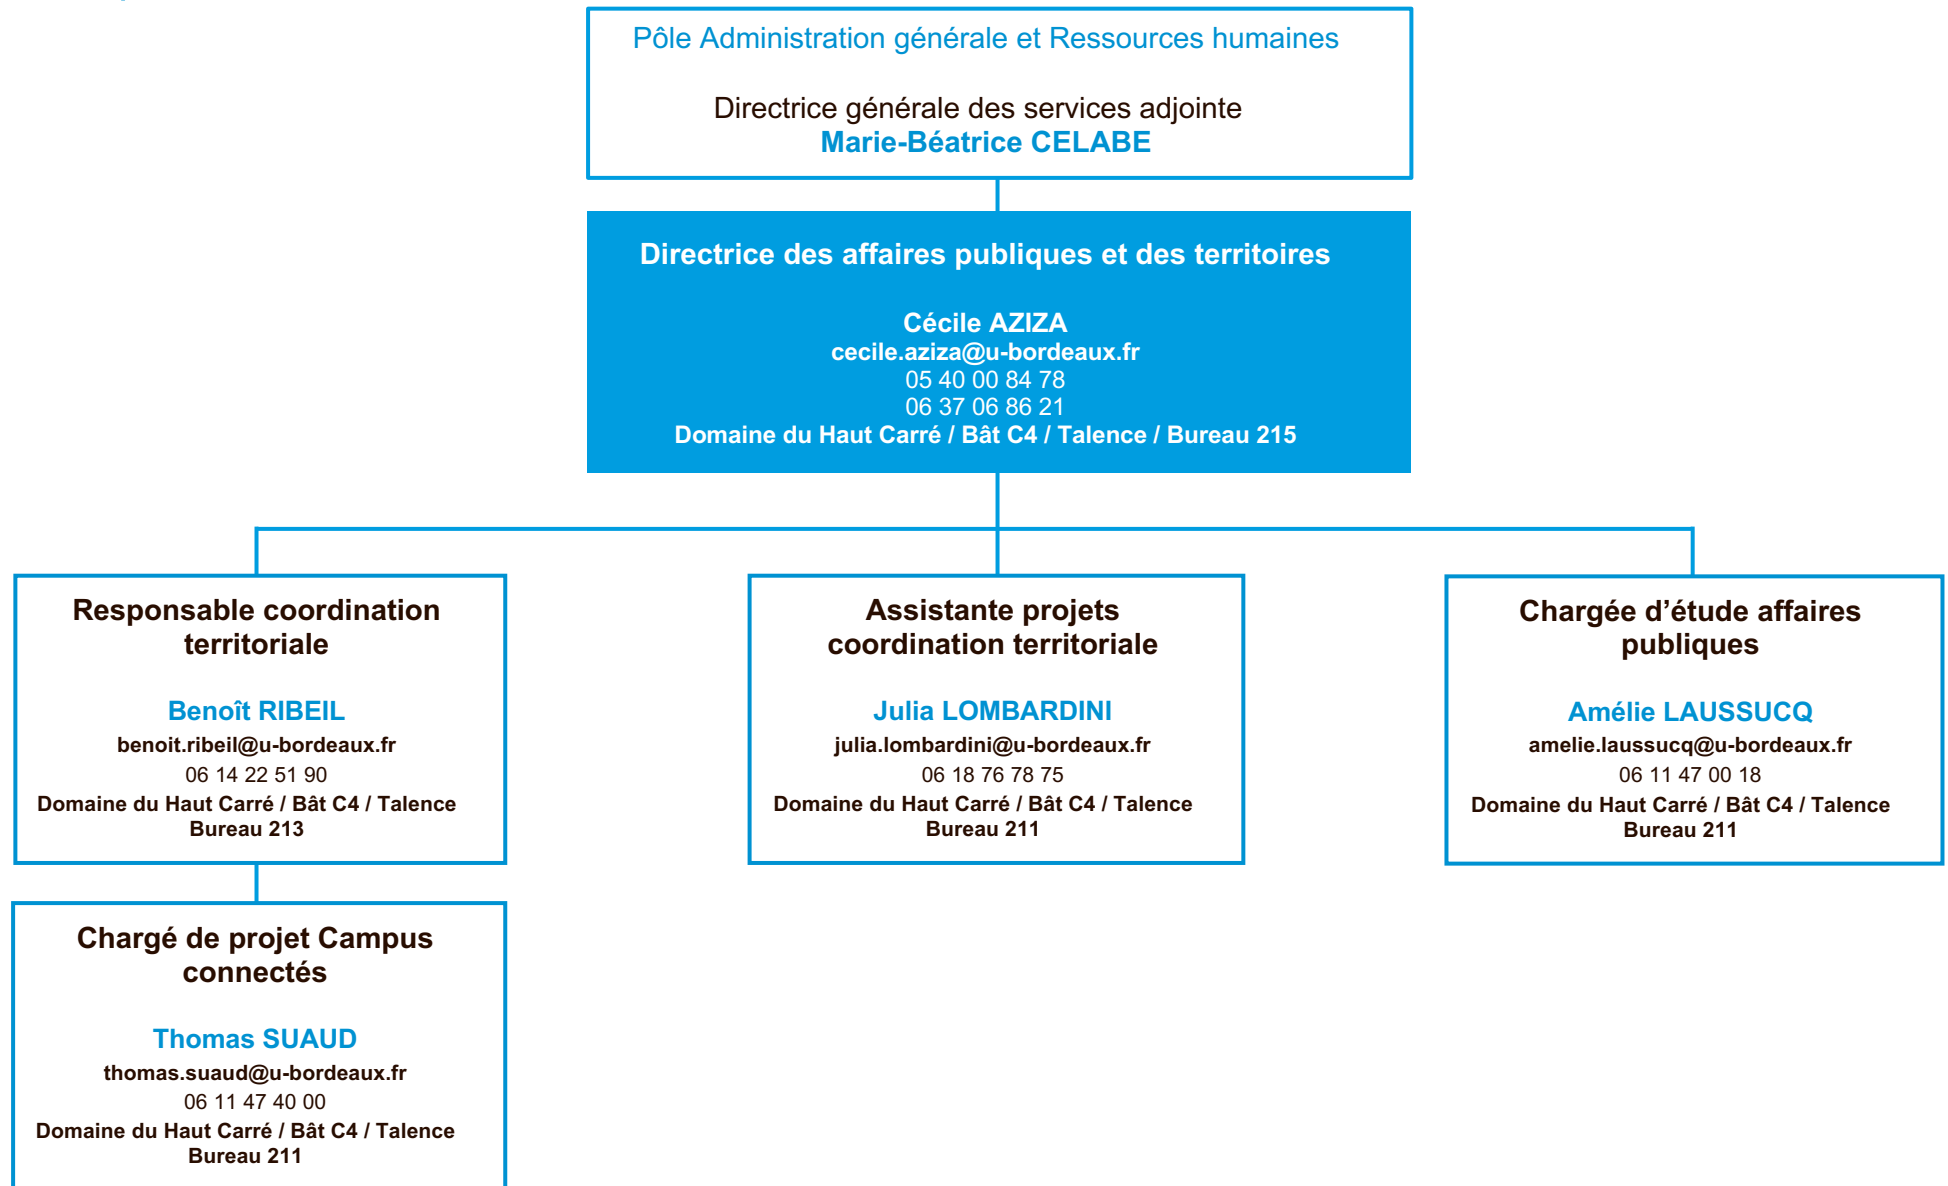 Pôle Administration générale et Ressources humaines
Directrice générale des services adjointe
Marie-Béatrice CELABE
Directrice des affaires publiques et des territoires
Cécile AZIZA
cecile.aziza@u-bordeaux.fr
05 40 00 84 78
06 37 06 86 21
Domaine du Haut Carré / Bât C4 / Talence / Bureau 215
Responsable coordination
territoriale
Benoît RIBEIL
benoit.ribeil@u-bordeaux.fr
06 14 22 51 90
Domaine du Haut Carré / Bât C4 / Talence
Bureau 213
Assistante projets
coordination territoriale
Julia LOMBARDINI
julia.lombardini@u-bordeaux.fr
06 18 76 78 75
Domaine du Haut Carré / Bât C4 / Talence
Bureau 211
Chargée d’étude affaires
publiques
Amélie LAUSSUCQ
amelie.laussucq@u-bordeaux.fr
06 11 47 00 18
Domaine du Haut Carré / Bât C4 / Talence
Bureau 211
Chargé de projet Campus
connectés
Thomas SUAUD
thomas.suaud@u-bordeaux.fr
06 11 47 40 00
Domaine du Haut Carré / Bât C4 / Talence
Bureau 211